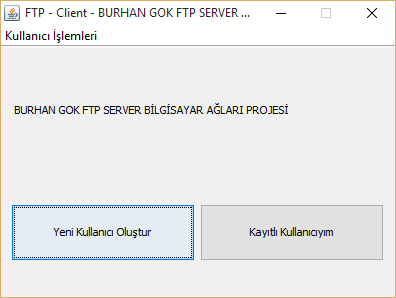 FTP - Client - BURHAN GOK FTP SERVER ...
Kullanıcı İşlemleri
BURHAN GOK FTP SERVER BİLGİSAYAR AĞLARI PROJESİ
Yeni Kullanıcı Oluştur
Kayıtlı Kullanıcıyım